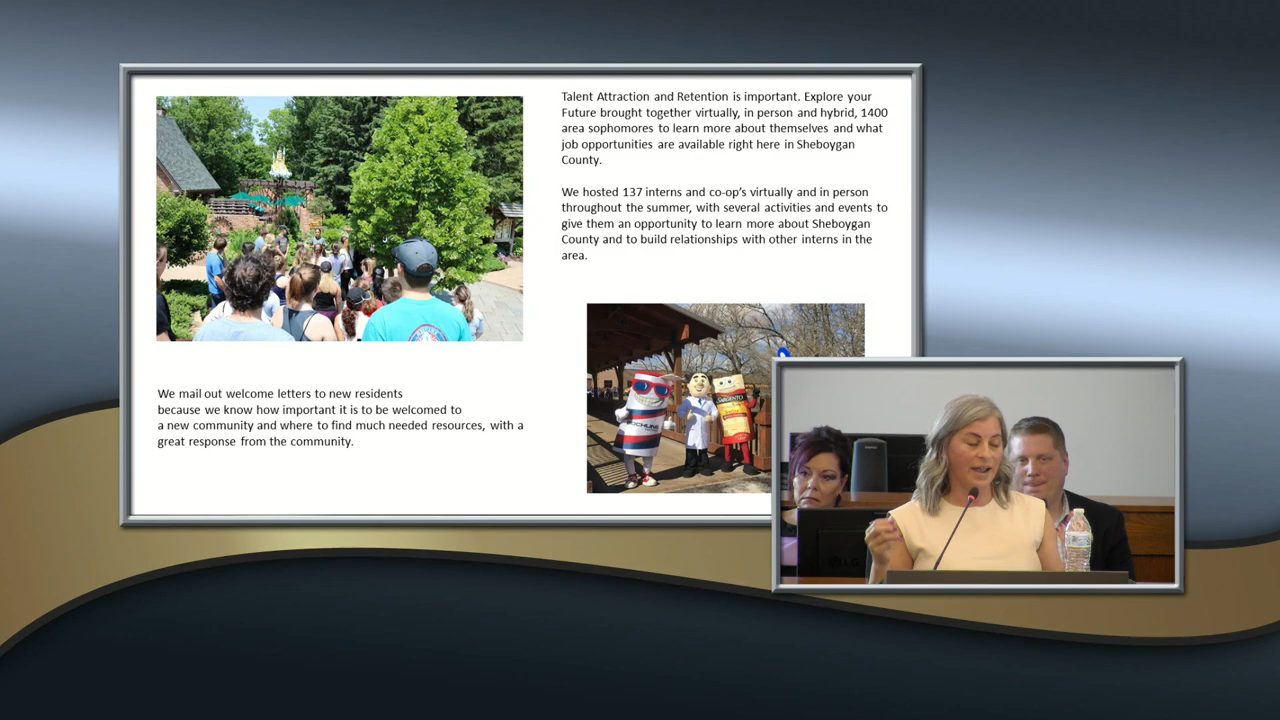 Talent Attraction and Retention is important. Explore your
Future brought together virtually, in person and hybrid, 1400
area sophomores to learn more about themselves and what
job opportunities are available right here in Sheboygan
County.
We hosted 137 interns and co-op's virtually and in person
throughout the summer, with several activities and events to
give them an opportunity to learn more about Sheboygan
County and to build relationships with other interns in the
area.
We mail out welcome letters to new residents
because we know how important it is to be welcomed to
a new community and where to find much needed resources, with a
great response from the community.
SARGENTO
LG